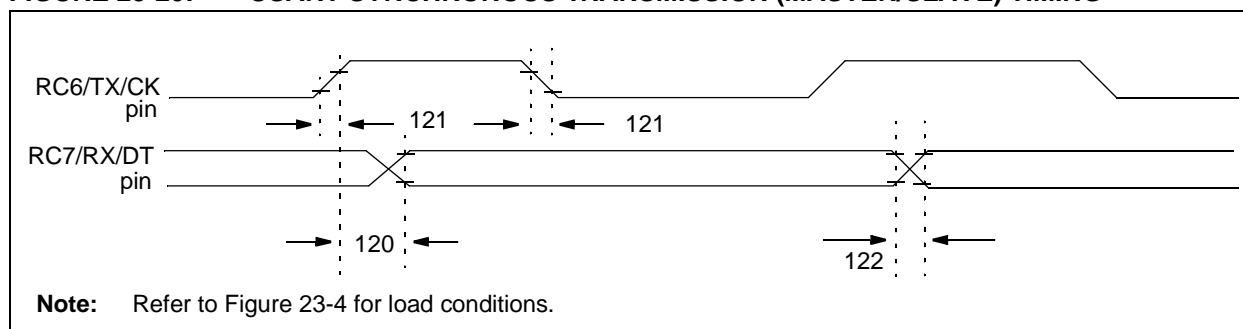 RC6/TX/CK
pin
121
121
RC7/RX/DT
pin
120
122
Note: Refer to Figure 23-4 for load conditions.